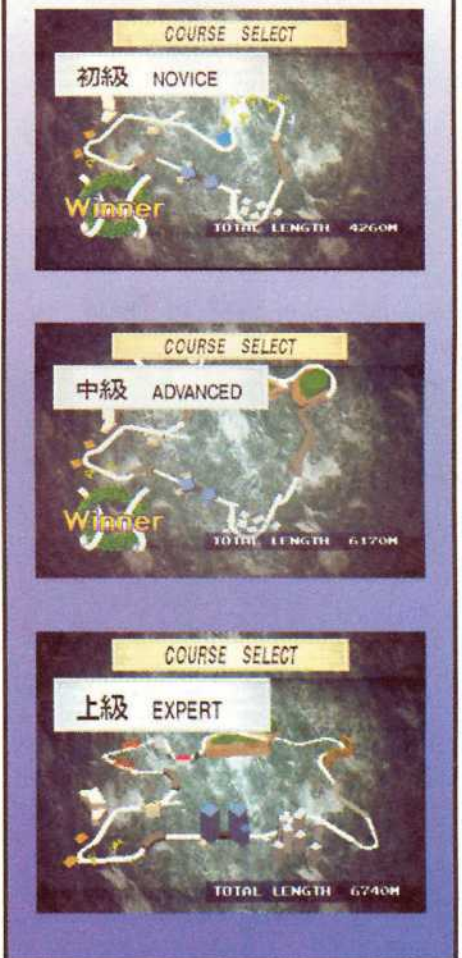 COURSE SELECT
初級 NOVICE
Winner
TOTAL LENGTH 4260M
COURSE SELECT
中級 ADVANCED
Winner
TOTAL LENGTH 6170M
COURSE SELECT
上級 EXPERT
TOTAL LENGTH 6740M